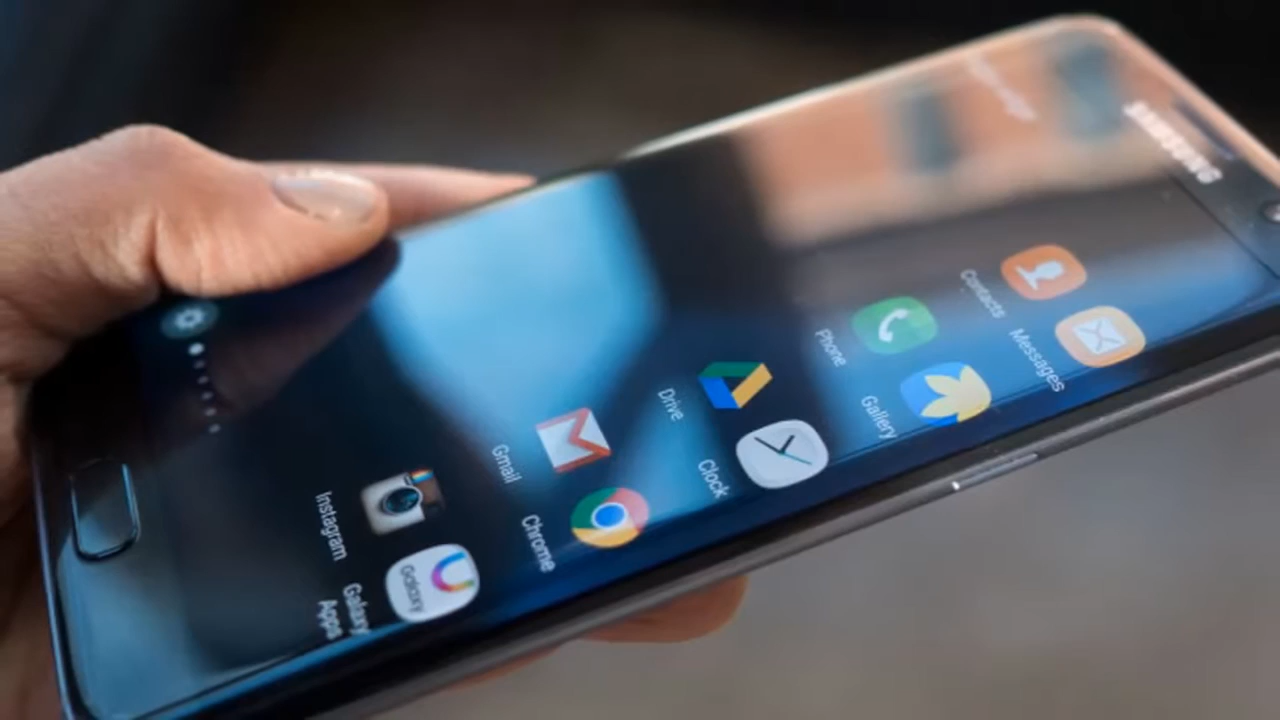 SAMSUNG
Contacts
Messages
Phone
Gallery
Drive
Clock
Gmail
Chrome
Instagram
Galaxy
Apps
Galaxy